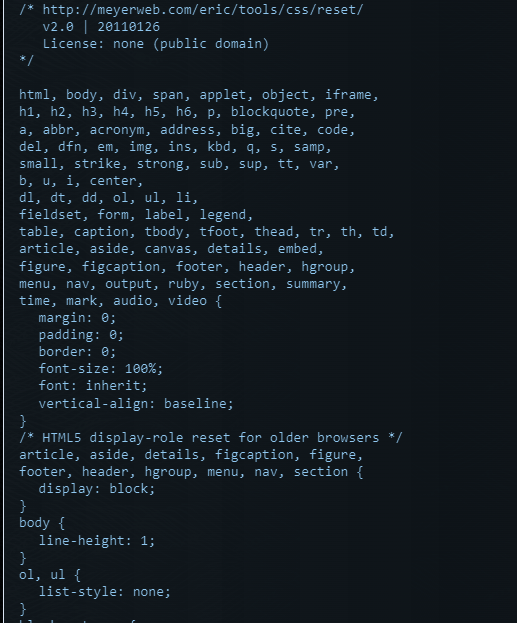 /* http://meyerweb.com/eric/tools/css/reset/
   v2.0 | 20110126
   License: none (public domain)
*/

html, body, div, span, applet, object, iframe,
h1, h2, h3, h4, h5, h6, p, blockquote, pre,
a, abbr, acronym, address, big, cite, code,
del, dfn, em, img, ins, kbd, q, s, samp,
small, strike, strong, sub, sup, tt, var,
b, u, i, center,
dl, dt, dd, ol, ul, li,
fieldset, form, label, legend,
table, caption, tbody, tfoot, thead, tr, th, td,
article, aside, canvas, details, embed,
figure, figcaption, footer, header, hgroup,
menu, nav, output, ruby, section, summary,
time, mark, audio, video {
  margin: 0;
  padding: 0;
  border: 0;
  font-size: 100%;
  font: inherit;
  vertical-align: baseline;
}
/* HTML5 display-role reset for older browsers */
article, aside, details, figcaption, figure,
footer, header, hgroup, menu, nav, section {
  display: block;
}
body {
  line-height: 1;
}
ol, ul {
  list-style: none;
}